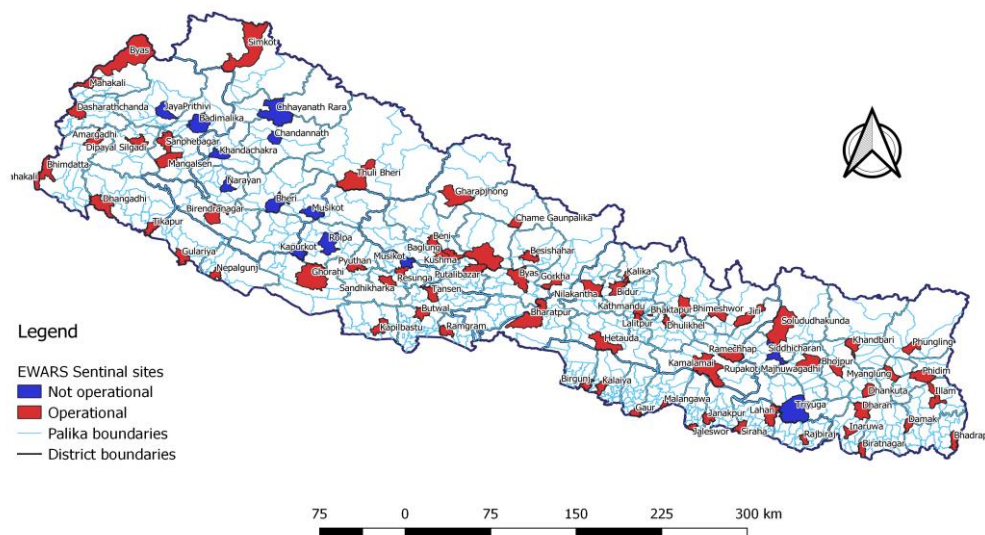 Simkot
Byas
Mahakali
Dasharathchanda
JayaPrithivi
Badimalika
Chhayanath Rara
Chandannath
Amargadhi
Dipayal Silgadi
Sanphebagar
Khandachakra
Mangalsen
Bhimdatta
ahakali
Thuli Bheri
Narayan
Gharapjhong
Dhangadhi
Birendranagar
Bheri
Musikot
Tikapur
Chame Gaunpalika
Rolpa
Kapurkot
Beni
Baglung
Besishahar
Gulariya
Musikot
Kushma
Pyuthan
Nepalgunj
Ghorahi
Resunga
Putalibazar
Byas
Gorkha
Kalika
Sandhikharka
Tansen
Nilakantha
Bidur
Kathmandu
Bhaktapur
Bhimeshwor
Jiri
Butwal
Bharatpur
Lalitpur
Dhulikhel
Solududhakunda
Kapilbastu
Ramgram
Hetauda
Ramechhap
Siddhicharan
Khandbari
Phungling
Kamalamai
Rupakot
Majhuwagadhi
Bhojpur
Myanglung
Phidim
Birgunj
Kalaiya
Dhankuta
Illam
Malangawa
Gaur
Janakpur
Lahan
Triyuga
Dharan
Damak
Jaleswor
Siraha
Rajbiraj
Inaruwa
Biratnagar
Bhadrap
Legend
EWARS Sentinal sites
Not operational
Operational
Palika boundaries
District boundaries
75 0 75 150 225 300 km